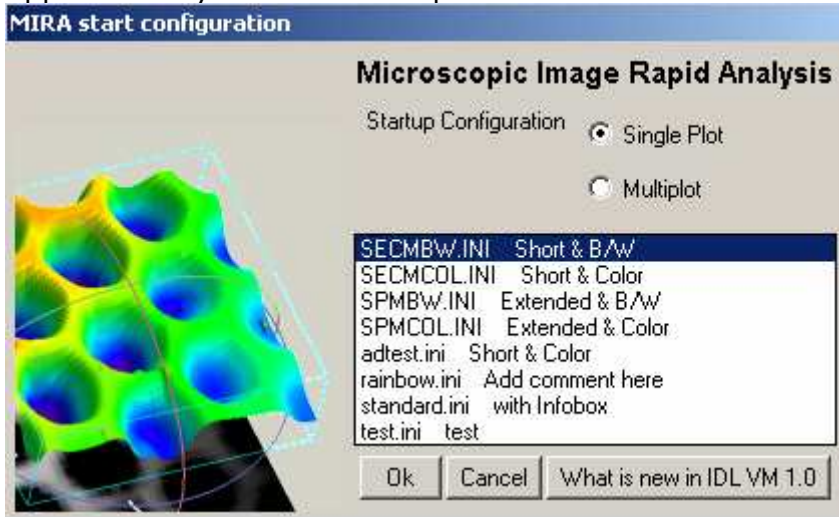 MIRA start configuration
Microscopic Image Rapid Analysis
Startup Configuration
Single Plot
Multiplot
SECMBW.INI Short & B/W
SECMCOL.INI Short & Color
SPMBW.INI Extended & B/W
SPMCOL.INI Extended & Color
adtest.ini Short & Color
rainbow.ini Add comment here
standard.ini with Infobox
test.ini test
Ok Cancel What is new in IDL VM 1.0